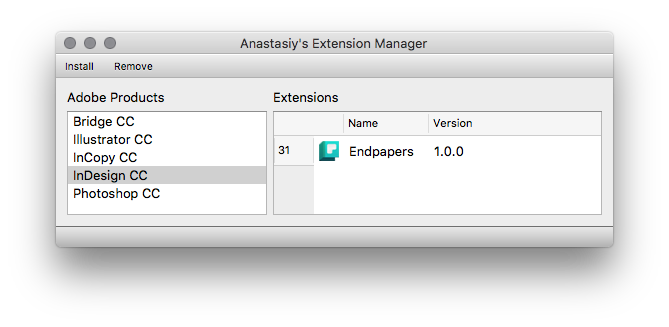 Anastasiy's Extension Manager
Install Remove
Adobe Products
Bridge CC
Illustrator CC
InCopy CC
InDesign CC
Photoshop CC
Extensions
Name Version
31 Endpapers 1.0.0